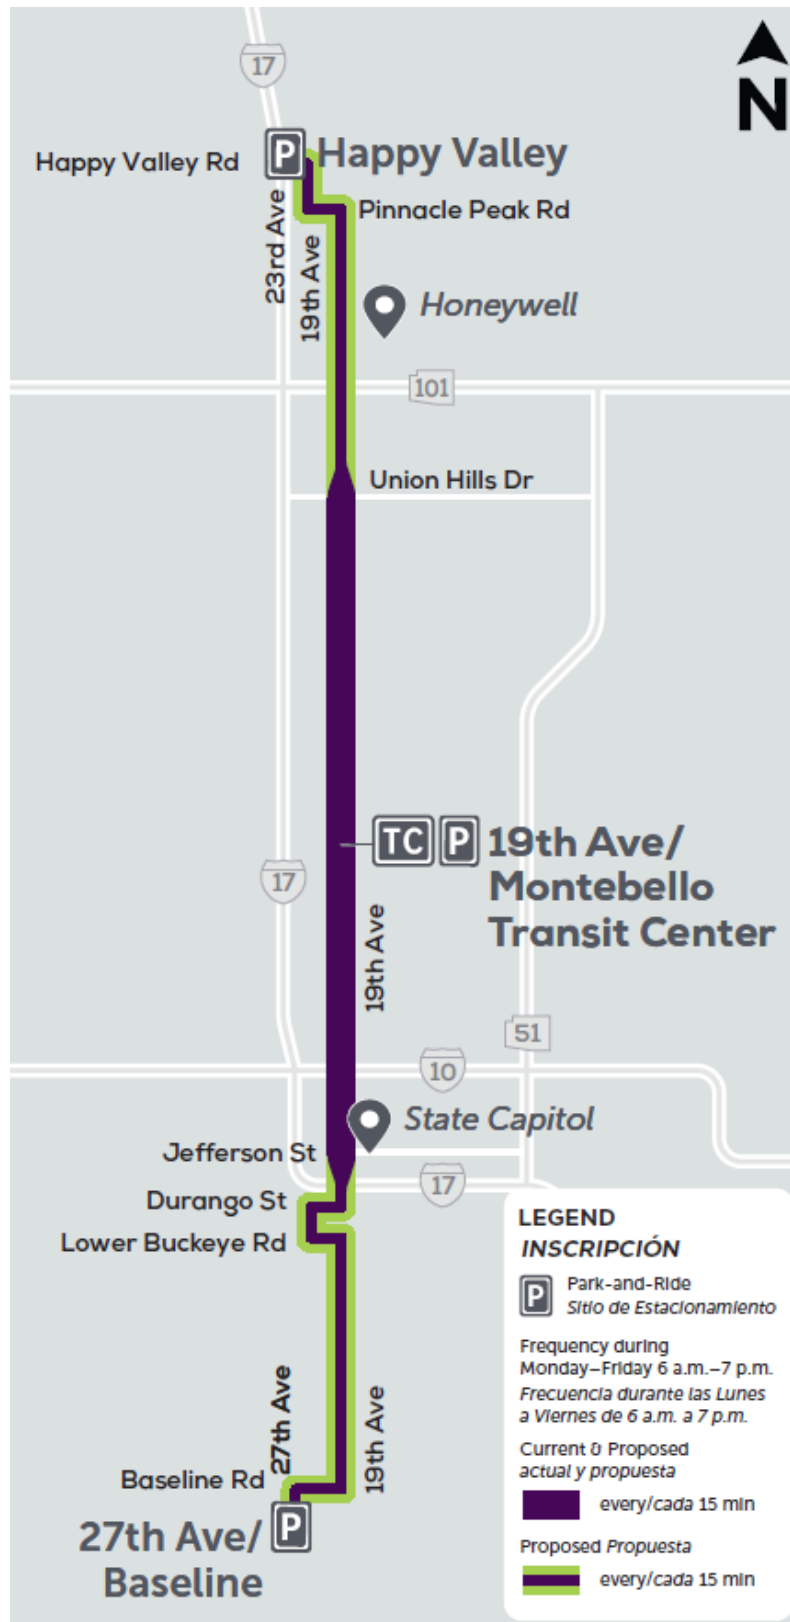 N
17
Happy Valley Rd
P
Happy Valley
Pinnacle Peak Rd
23rd Ave
19th Ave
Honeywell
101
Union Hills Dr
TC
P
19th Ave/
Montebello
Transit Center
17
19th Ave
51
10
State Capitol
Jefferson St
17
Durango St
Lower Buckeye Rd
27th Ave
19th Ave
Baseline Rd
P
27th Ave/
Baseline
LEGEND
INSCRIPCIÓN
P
Park-and-Ride
Sitio de Estacionamiento
Frequency during
Monday–Friday 6 a.m.–7 p.m.
Frecuencia durante las Lunes
a Viernes de 6 a.m. a 7 p.m.
Current & Proposed
actual y propuesta
every/cada 15 min
Proposed Propuesta
every/cada 15 min